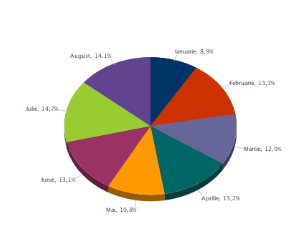 Ianuarie, 8,9%
Februarie, 13,3%
Martie, 12,0%
Aprilie, 13,2%
Mai, 10,8%
Iunie, 13,1%
Iulie, 14,7%
August, 14,1%